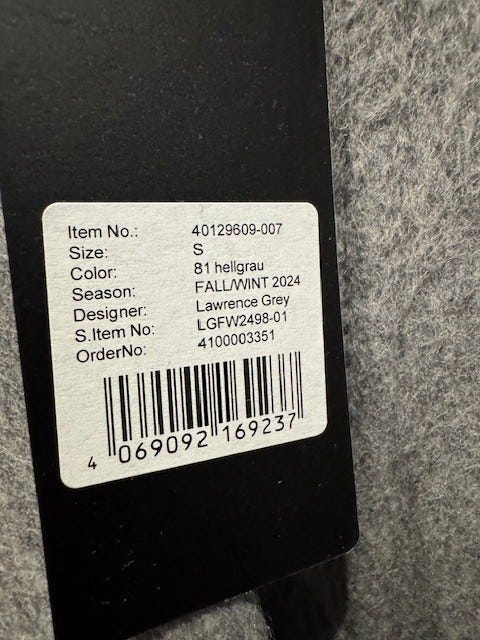 Item No.: 40129609-007
Size: S
Color: 81 hellgrau
Season: FALL/WINT 2024
Designer: Lawrence Grey
S.Item No: LGFW2498-01
OrderNo: 4100003351
4 069092 169237